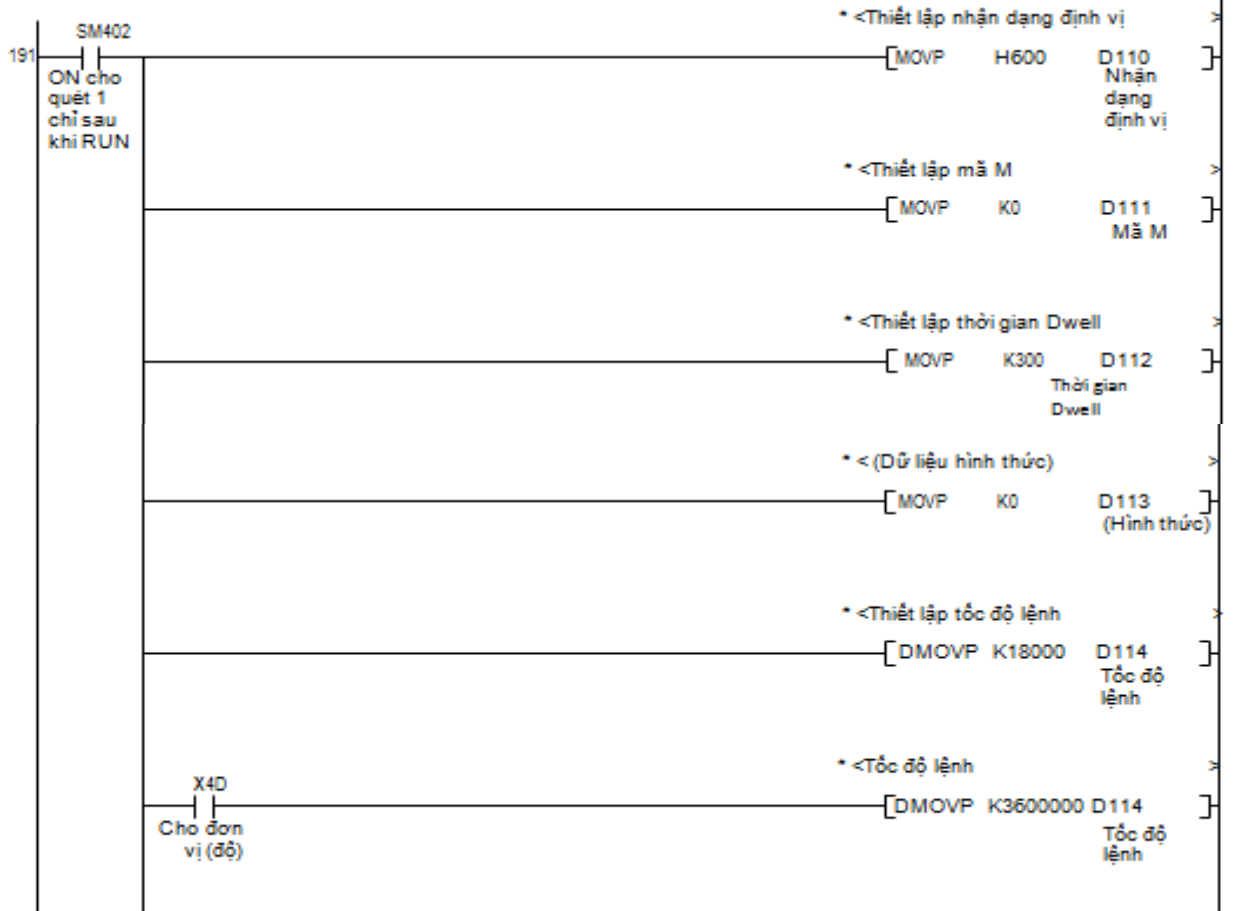 * <Thiết lập nhận dạng định vị >
SM402
191
[MOVP H600 D110 ]
Nhận
dạng
định vị
ON cho
quét 1
chỉ sau
khi RUN
* <Thiết lập mã M >
[MOVP K0 D111 ]
Mã M
* <Thiết lập thời gian Dwell >
[ MOVP K300 D112 ]
Thời gian
Dwell
* < (Dữ liệu hình thức) >
[MOVP K0 D113 ]
(Hình thức)
* <Thiết lập tốc độ lệnh >
[DMOVP K18000 D114 ]
Tốc độ
lệnh
* <Tốc độ lệnh >
X4D
[DMOVP K3600000 D114 ]
Cho đơn
vị (độ)
Tốc độ
lệnh